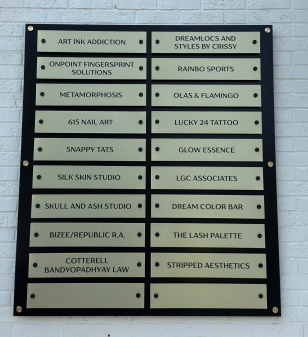 ART INK ADDICTION
ONPOINT FINGERSPRINT
SOLUTIONS
METAMORPHOSIS
615 NAIL ART
SNAPPY TATS
SILK SKIN STUDIO
SKULL AND ASH STUDIO
BIZEE/REPUBLIC R.A.
COTTERELL
BANDYOPADHYAY LAW
DREAMLOCS AND
STYLES BY CRISSY
RAINBO SPORTS
OLAS & FLAMINGO
LUCKY 24 TATTOO
GLOW ESSENCE
LGC ASSOCIATES
DREAM COLOR BAR
THE LASH PALETTE
STRIPPED AESTHETICS